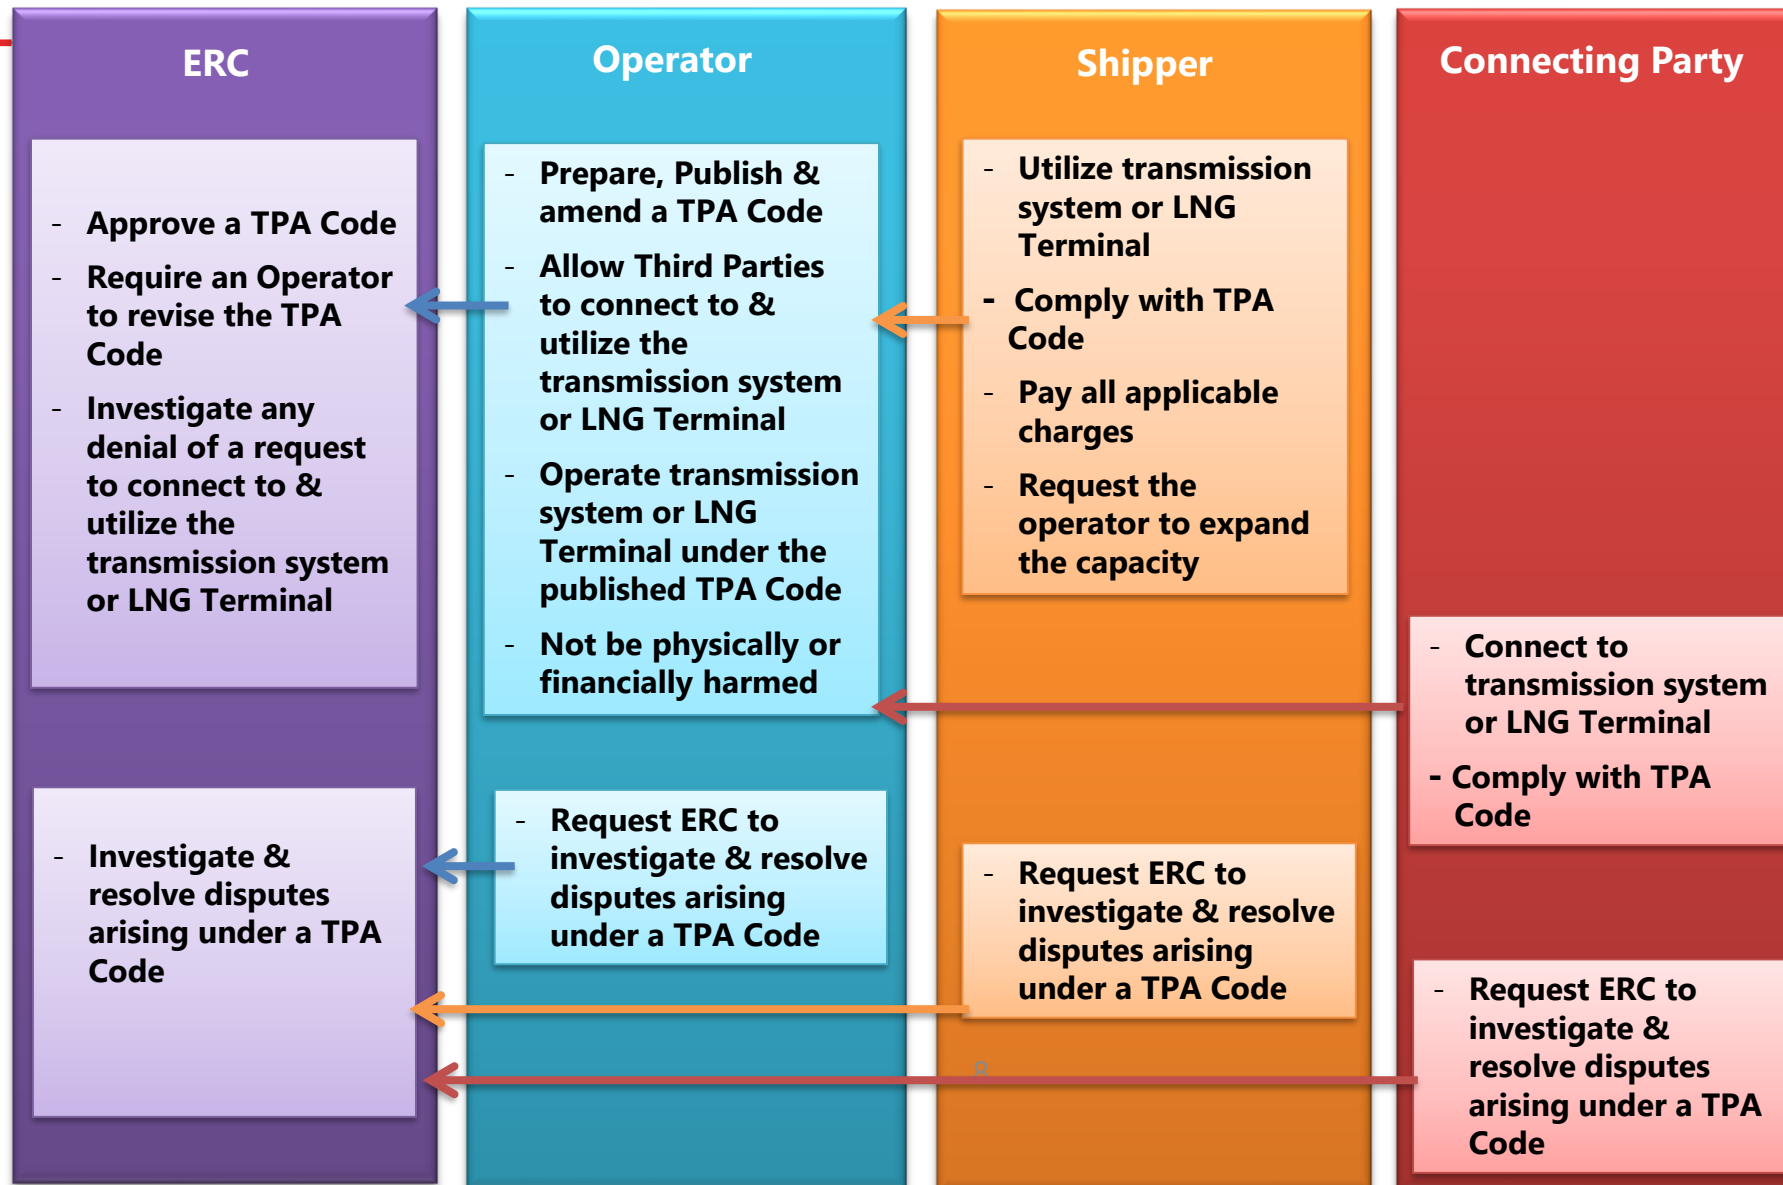 ERC
- Approve a TPA Code
- Require an Operator
to revise the TPA
Code
- Investigate any
denial of a request
to connect to &
utilize the
transmission system
or LNG Terminal
- Investigate &
resolve disputes
arising under a TPA
Code
Operator
- Prepare, Publish &
amend a TPA Code
- Allow Third Parties
to connect to &
utilize the
transmission system
or LNG Terminal
- Operate transmission
system or LNG
Terminal under the
published TPA Code
- Not be physically or
financially harmed
- Request ERC to
investigate & resolve
disputes arising
under a TPA Code
Shipper
- Utilize transmission
system or LNG
Terminal
- Comply with TPA
Code
- Pay all applicable
charges
- Request the
operator to expand
the capacity
- Request ERC to
investigate & resolve
disputes arising
under a TPA Code
8
Connecting Party
- Connect to
transmission system
or LNG Terminal
- Comply with TPA
Code
- Request ERC to
investigate &
resolve disputes
arising under a TPA
Code